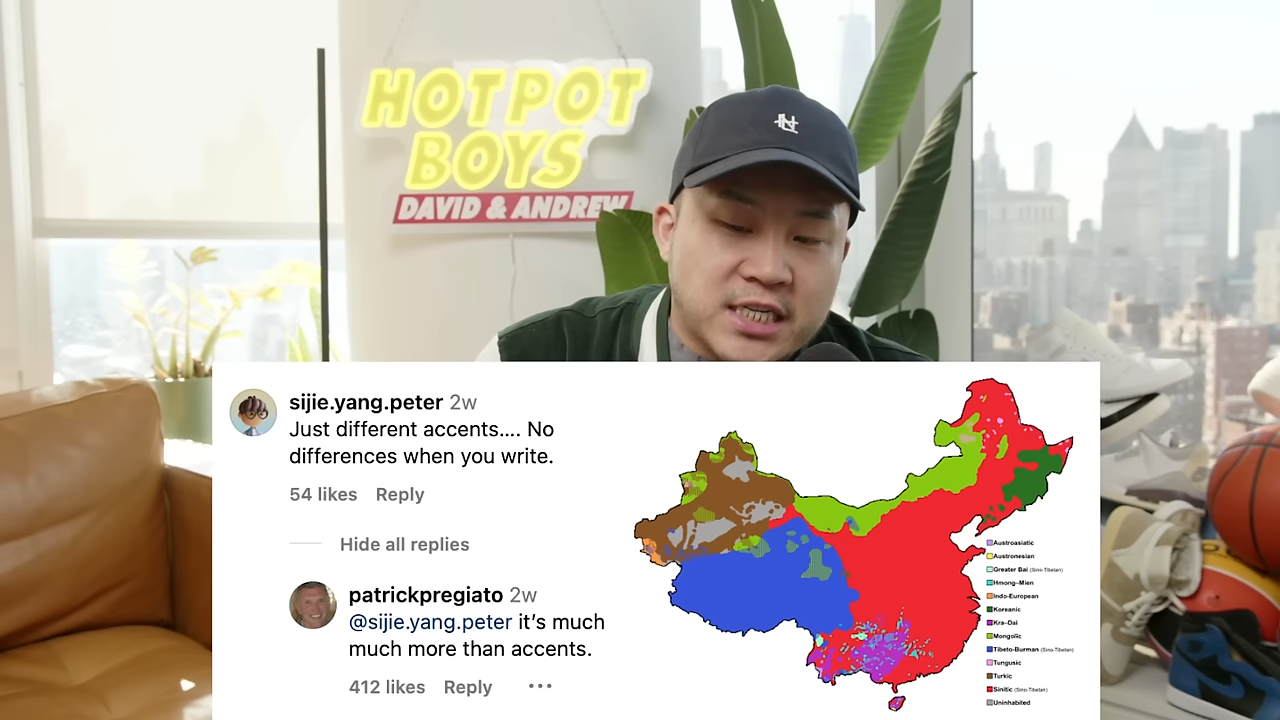 HOTPOT
BOYS
DAVID & ANDREW
sijie.yang.peter 2w
Just different accents.... No
differences when you write.
54 likes Reply
Hide all replies
patrickpregiato 2w
@sijie.yang.peter it’s much
much more than accents.
412 likes Reply •••
Austroasiatic
Austronesian
Greater Bai (Sino-Tibetan)
Hmong–Mien
Indo-European
Koreanic
Kra–Dai
Mongolic
Tibeto-Burman (Sino-Tibetan)
Tungusic
Turkic
Sinitic (Sino-Tibetan)
Uninhabited